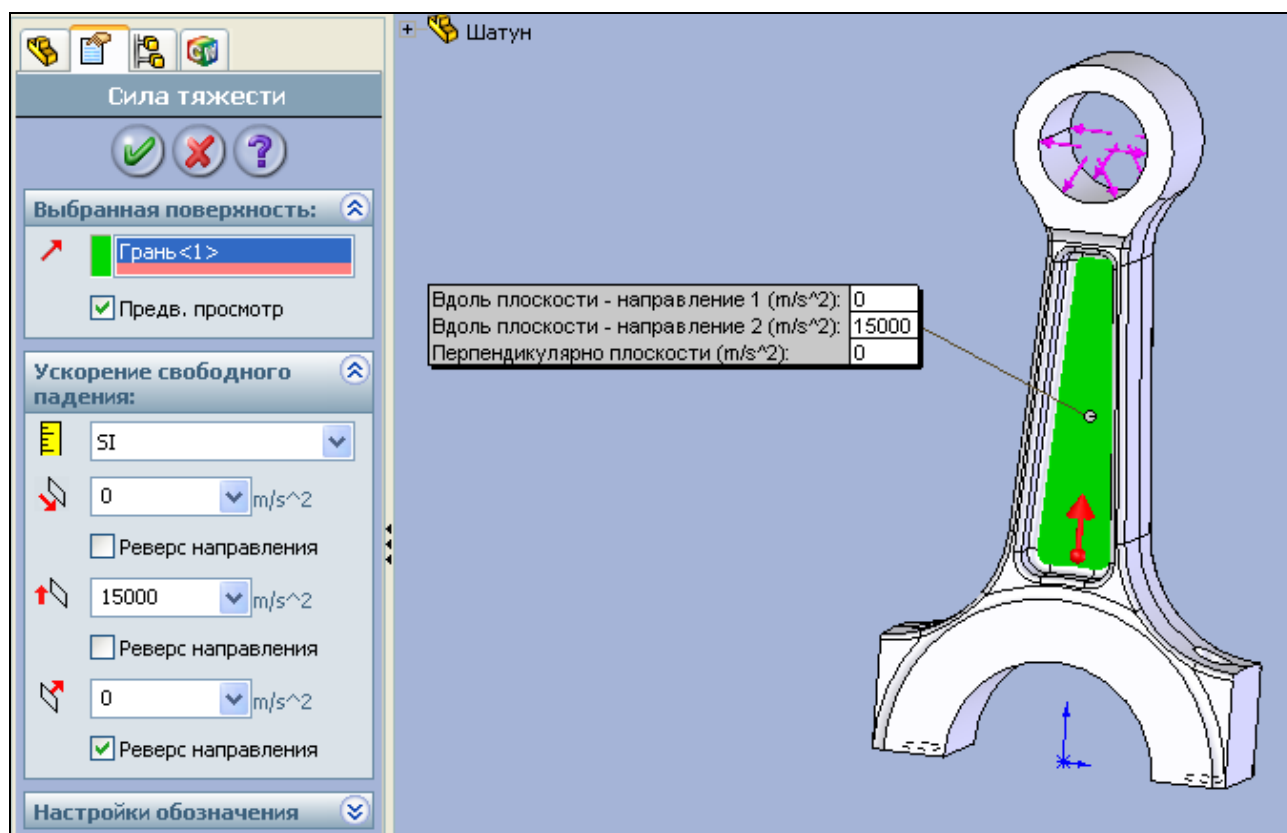 Шатун
Сила тяжести
Выбранная поверхность:
Грань<1>
Предв. просмотр
Ускорение свободного
падения:
SI
0 m/s^2
Реверс направления
15000 m/s^2
Реверс направления
0 m/s^2
Реверс направления
Настройки обозначения
Вдоль плоскости - направление 1 (m/s^2): 0
Вдоль плоскости - направление 2 (m/s^2): 15000
Перпендикулярно плоскости (m/s^2): 0